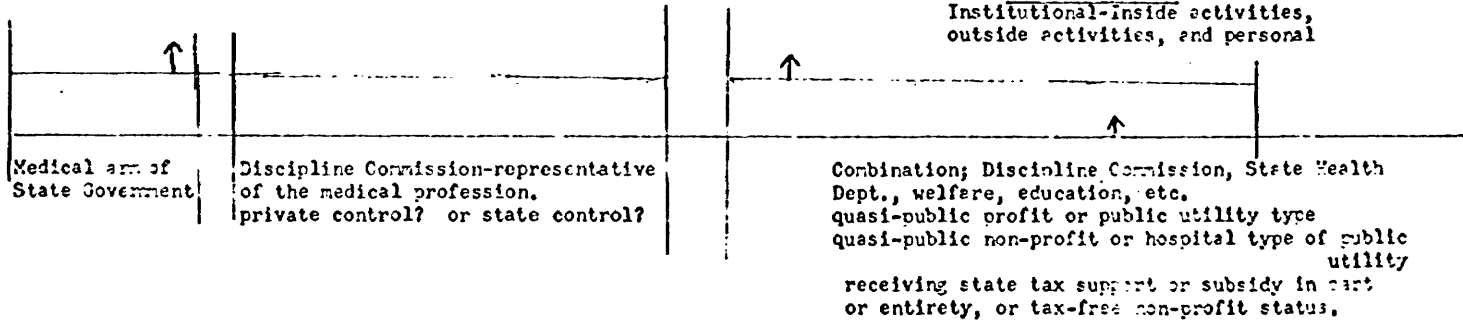 Institutional-Inside activities,
outside activities, and personal
Medical arm of
State Government
Discipline Commission-representative
of the medical profession.
private control? or state control?
Combination; Discipline Commission, State Health
Dept., welfare, education, etc.
quasi-public profit or public utility type
quasi-public non-profit or hospital type of public
utility
receiving state tax support or subsidy in part
or entirety, or tax-free non-profit status.